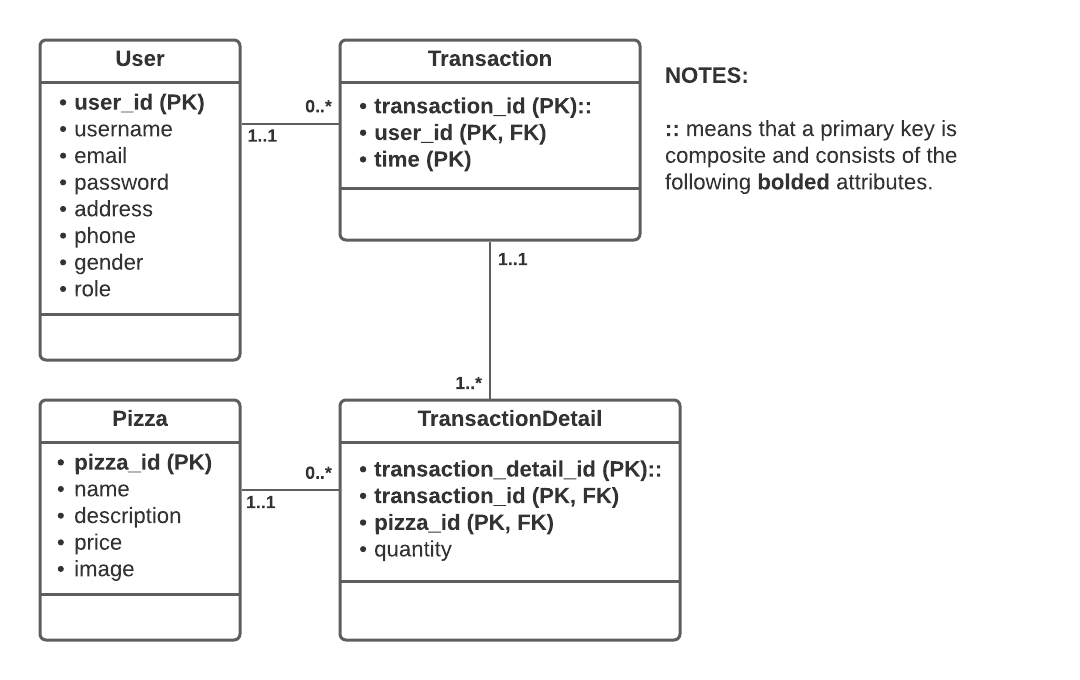 User
• user_id (PK)
• username
• email
• password
• address
• phone
• gender
• role
1..1
0..*
Transaction
• transaction_id (PK)::
• user_id (PK, FK)
• time (PK)
NOTES:
:: means that a primary key is
composite and consists of the
following bolded attributes.
1..1
1..*
Pizza
• pizza_id (PK)
• name
• description
• price
• image
1..1
0..*
TransactionDetail
• transaction_detail_id (PK)::
• transaction_id (PK, FK)
• pizza_id (PK, FK)
• quantity